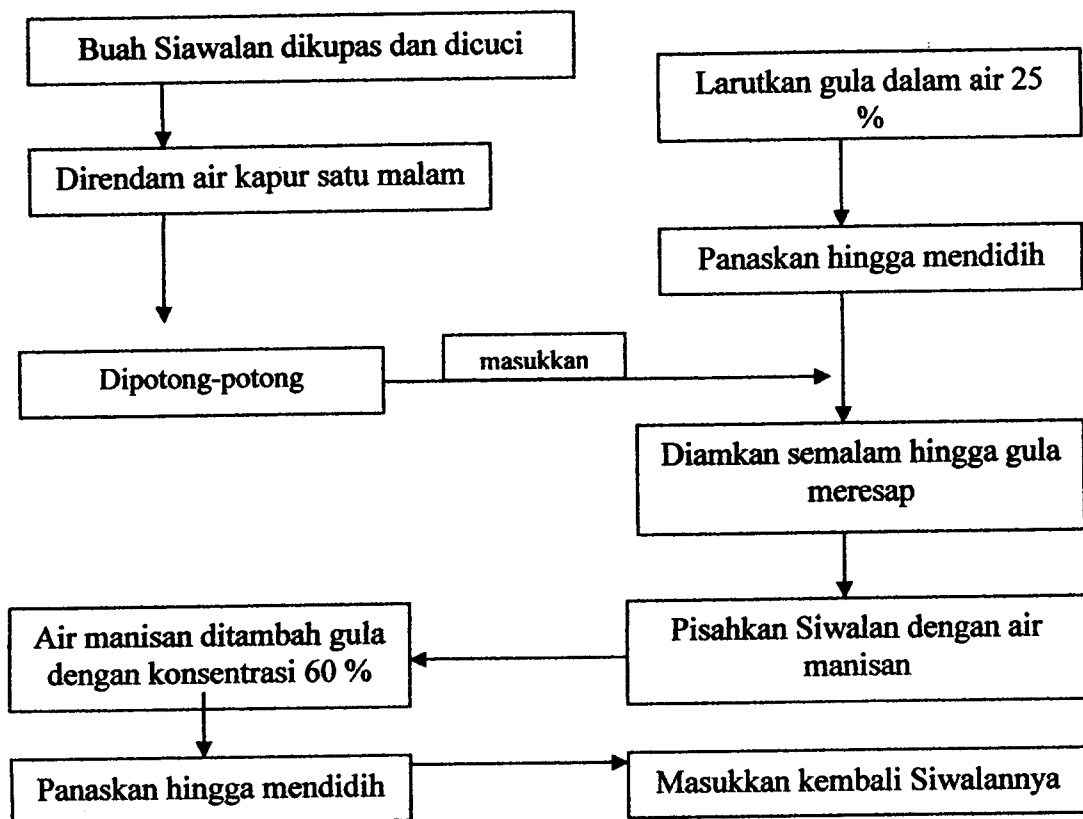 Buah Siawalan dikupas dan dicuci
Direndam air kapur satu malam
Dipotong-potong
masukkan
Larutkan gula dalam air 25
%
Panaskan hingga mendidih
Diamkan semalam hingga gula
meresap
Pisahkan Siwalan dengan air
manisan
Air manisan ditambah gula
dengan konsentrasi 60 %
Panaskan hingga mendidih
Masukkan kembali Siwalannya